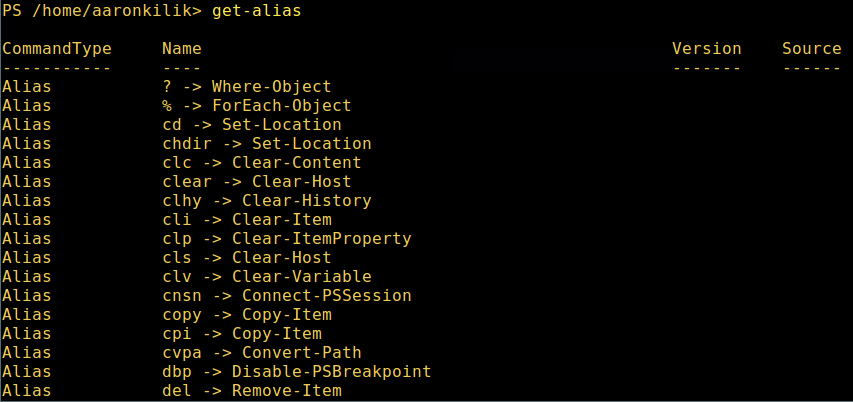 PS /home/aaronkilik> get-alias
CommandType     Name                                               Version    Source
-----------     ----                                               -------    ------
Alias           ? -> Where-Object
Alias           % -> ForEach-Object
Alias           cd -> Set-Location
Alias           chdir -> Set-Location
Alias           clc -> Clear-Content
Alias           clear -> Clear-Host
Alias           clhy -> Clear-History
Alias           cli -> Clear-Item
Alias           clp -> Clear-ItemProperty
Alias           cls -> Clear-Host
Alias           clv -> Clear-Variable
Alias           cnsn -> Connect-PSSession
Alias           copy -> Copy-Item
Alias           cpi -> Copy-Item
Alias           cvpa -> Convert-Path
Alias           dbp -> Disable-PSBreakpoint
Alias           del -> Remove-Item